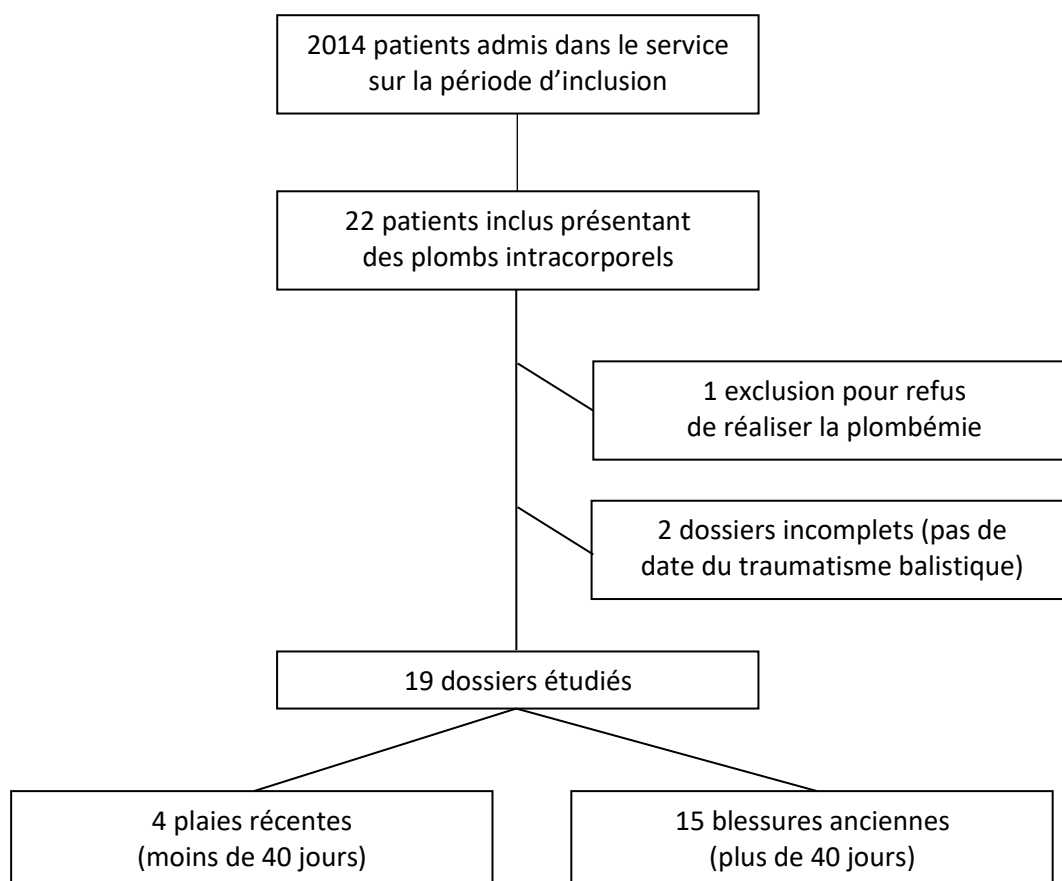 2014 patients admis dans le service
sur la période d’inclusion
22 patients inclus présentant
des plombs intracorporels
1 exclusion pour refus
de réaliser la plombémie
2 dossiers incomplets (pas de
date du traumatisme balistique)
19 dossiers étudiés
4 plaies récentes
(moins de 40 jours)
15 blessures anciennes
(plus de 40 jours)